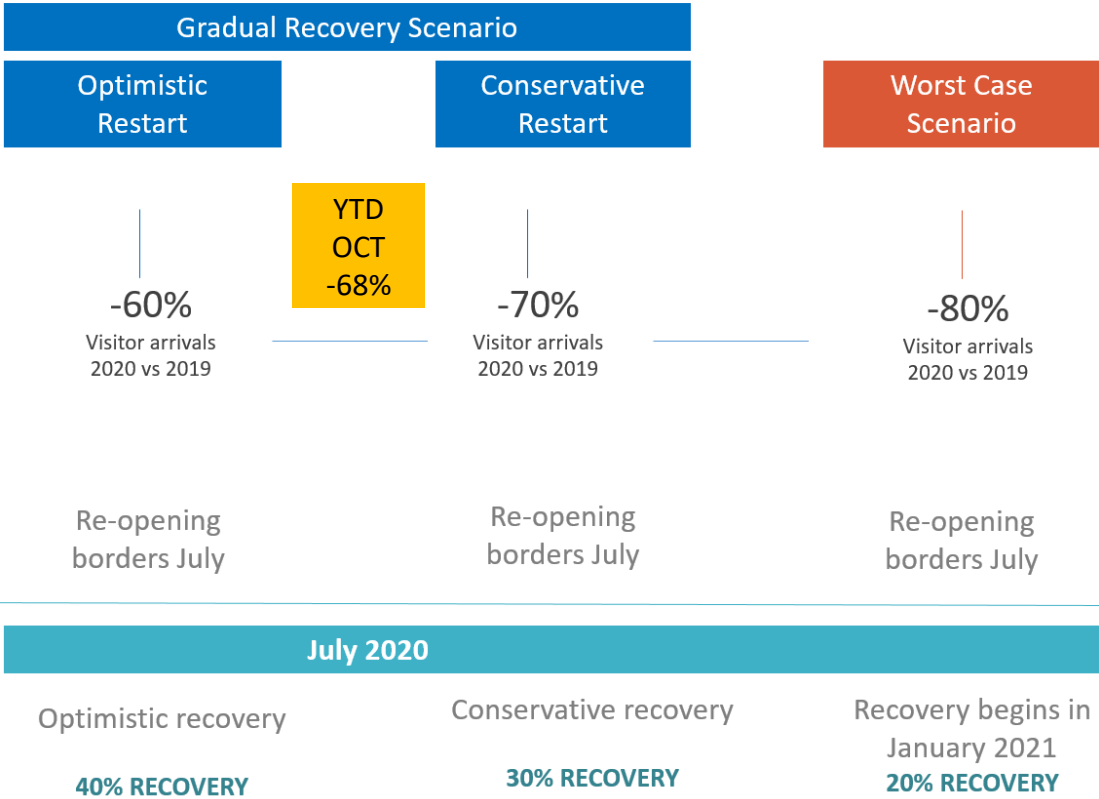 Gradual Recovery Scenario
Optimistic
Restart
Conservative
Restart
Worst Case
Scenario
YTD
OCT
-68%
-60%
Visitor arrivals
2020 vs 2019
-70%
Visitor arrivals
2020 vs 2019
-80%
Visitor arrivals
2020 vs 2019
Re-opening
borders July
Re-opening
borders July
Re-opening
borders July
July 2020
Optimistic recovery
40% RECOVERY
Conservative recovery
30% RECOVERY
Recovery begins in
January 2021
20% RECOVERY